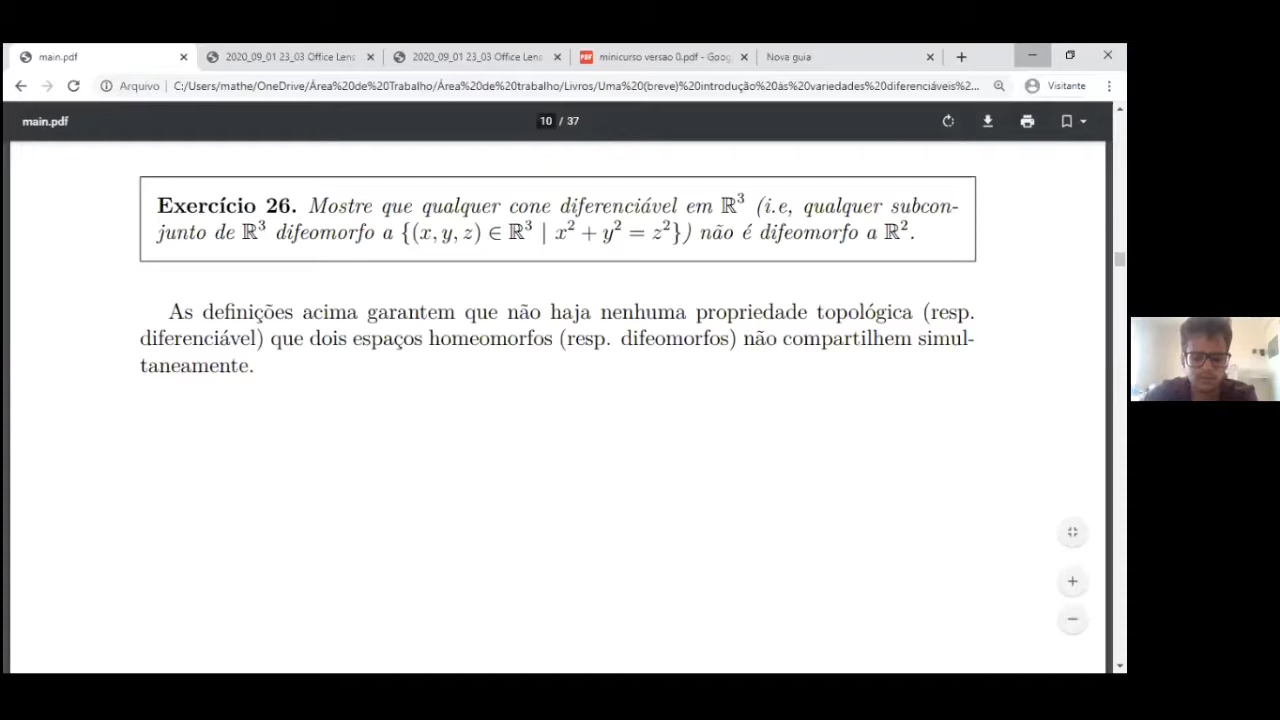 main.pdf
2020_09_01 23_03 Office Lens
2020_09_01 23_03 Office Lens
PDF minicurso versao 0.pdf - Goog
Nova guia
Arquivo | C:/Users/mathe/OneDrive/Área%20de%20Trabalho/Área%20de%20trabalho/Livros/Uma%20(breve)%20introdução%20às%20variedades%20diferenciáveis%2...
Visitante
main.pdf
10 / 37
Exercício 26. Mostre que qualquer cone diferenciável em ℝ³ (i.e, qualquer subcon-
junto de ℝ³ difeomorfo a {(x, y, z) ∈ ℝ³ | x² + y² = z²}) não é difeomorfo a ℝ².
As definições acima garantem que não haja nenhuma propriedade topológica (resp.
diferenciável) que dois espaços homeomorfos (resp. difeomorfos) não compartilhem simul-
taneamente.